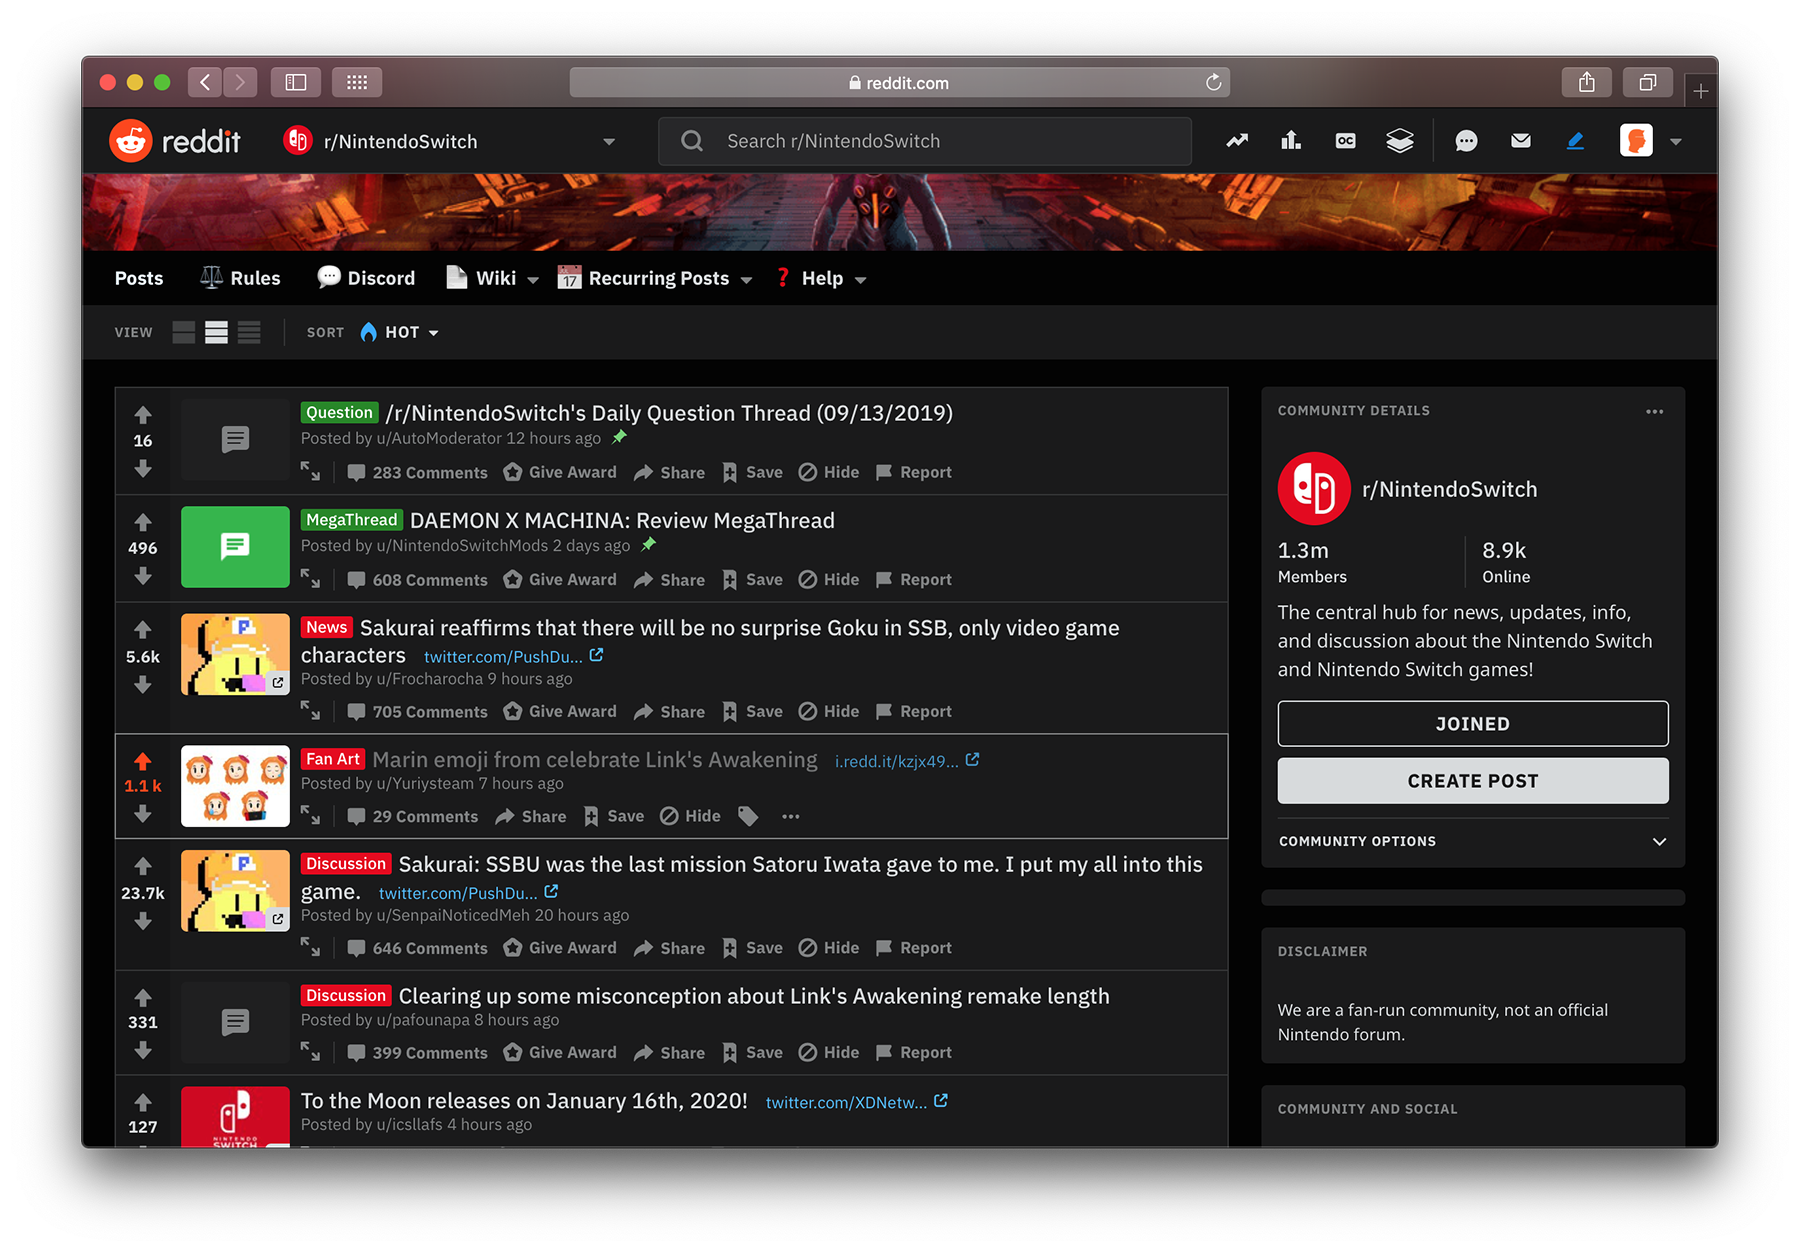 reddit.com
reddit r/NintendoSwitch Search r/NintendoSwitch OC
Posts Rules Discord Wiki 17 Recurring Posts ? Help
VIEW SORT HOT
Question /r/NintendoSwitch's Daily Question Thread (09/13/2019)
16
Posted by u/AutoModerator 12 hours ago
283 Comments Give Award Share Save Hide Report
MegaThread DAEMON X MACHINA: Review MegaThread
496
Posted by u/NintendoSwitchMods 2 days ago
608 Comments Give Award Share Save Hide Report
News Sakurai reaffirms that there will be no surprise Goku in SSB, only video game
5.6k
characters twitter.com/PushDu...
Posted by u/Frocharocha 9 hours ago
705 Comments Give Award Share Save Hide Report
Fan Art Marin emoji from celebrate Link's Awakening i.redd.it/kzjx49...
1.1 k
Posted by u/Yuriysteam 7 hours ago
29 Comments Share Save Hide
Discussion Sakurai: SSBU was the last mission Satoru Iwata gave to me. I put my all into this
23.7k
game. twitter.com/PushDu...
Posted by u/SenpaiNoticedMeh 20 hours ago
646 Comments Give Award Share Save Hide Report
Discussion Clearing up some misconception about Link's Awakening remake length
331
Posted by u/pafounapa 8 hours ago
399 Comments Give Award Share Save Hide Report
To the Moon releases on January 16th, 2020! twitter.com/XDNetw...
127
NINTENDO
SWITCH
Posted by u/icsllafs 4 hours ago
COMMUNITY DETAILS
r/NintendoSwitch
1.3m 8.9k
Members Online
The central hub for news, updates, info,
and discussion about the Nintendo Switch
and Nintendo Switch games!
JOINED
CREATE POST
COMMUNITY OPTIONS
DISCLAIMER
We are a fan-run community, not an official
Nintendo forum.
COMMUNITY AND SOCIAL